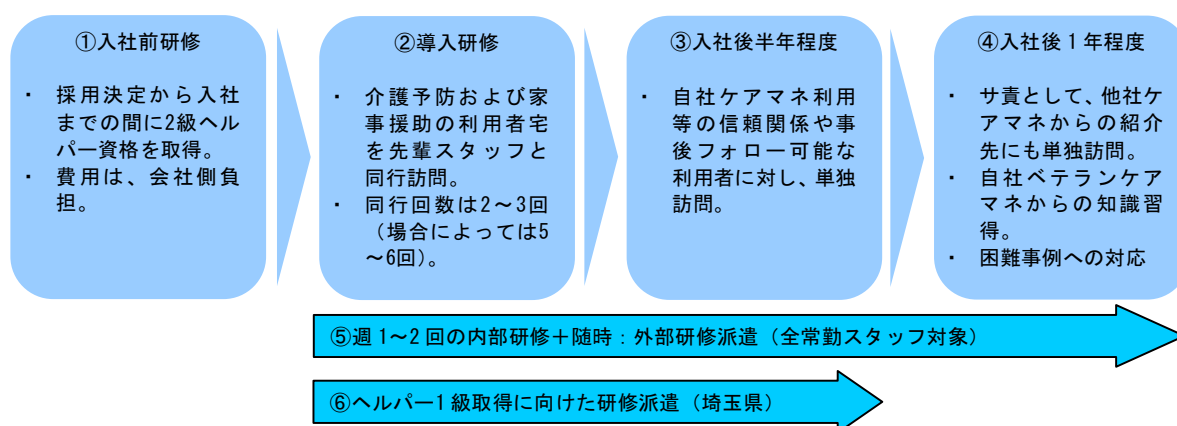 ①入社前研修
・ 採用決定から入社
までの間に2級ヘル
パー資格を取得。
・ 費用は、会社側負
担。
②導入研修
・ 介護予防および家
事援助の利用者宅
を先輩スタッフと
同行訪問。
・ 同行回数は2～3回
（場合によっては5
～6回）。
③入社後半年程度
・ 自社ケアマネ利用
等の信頼関係や事
後フォロー可能な
利用者に対し、単独
訪問。
④入社後1年程度
・ サ責として、他社ケ
アマネからの紹介
先にも単独訪問。
・ 自社ベテランケア
マネからの知識習
得。
・ 困難事例への対応
⑤週1～2回の内部研修＋随時：外部研修派遣（全常勤スタッフ対象）
⑥ヘルパー1級取得に向けた研修派遣（埼玉県）